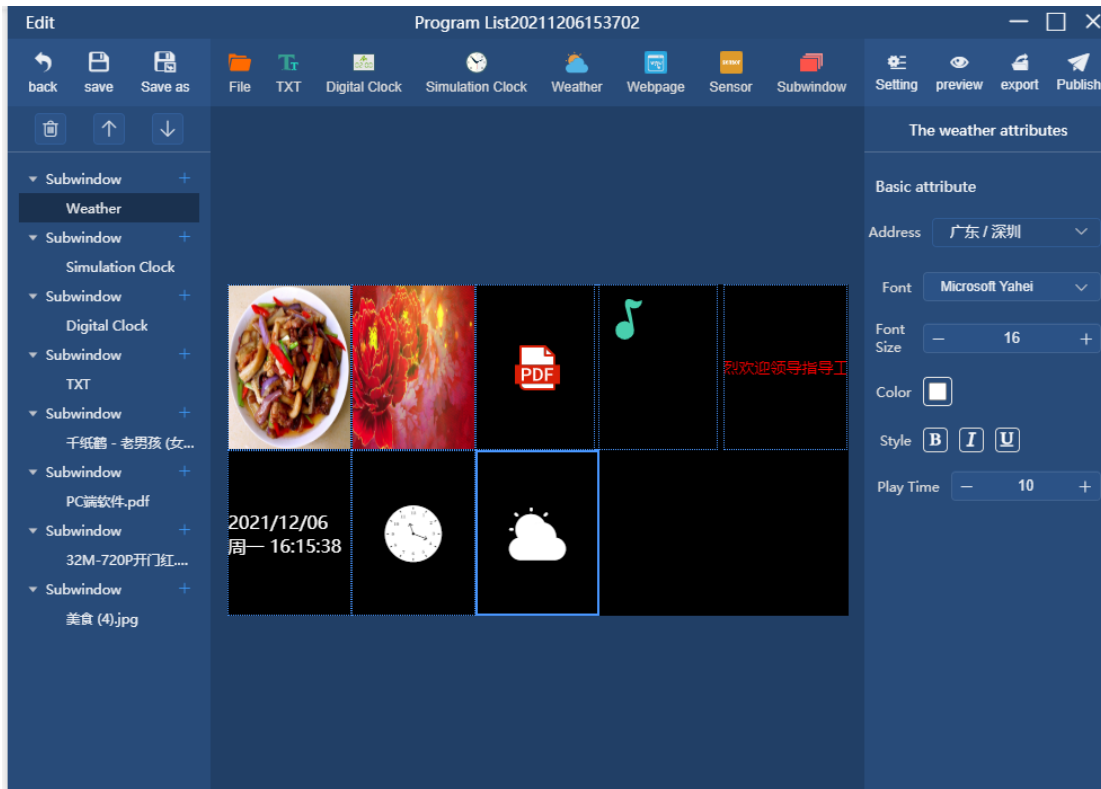 Edit
Program List20211206153702
back
save
Save as
File
TXT
Digital Clock
Simulation Clock
Weather
Webpage
Sensor
Subwindow
Setting
preview
export
Publish
The weather attributes
Subwindow
Weather
Subwindow
Simulation Clock
Subwindow
Digital Clock
Subwindow
TXT
Subwindow
千纸鹤 - 老男孩 (女...
Subwindow
PC端软件.pdf
Subwindow
32M-720P开门红....
Subwindow
美食 (4).jpg
PDF
烈欢迎领导指导工
2021/12/06
周一 16:15:38
Basic attribute
Address
广东 / 深圳
Font
Microsoft Yahei
Font
Size
16
Color
Style
B I U
Play Time
10